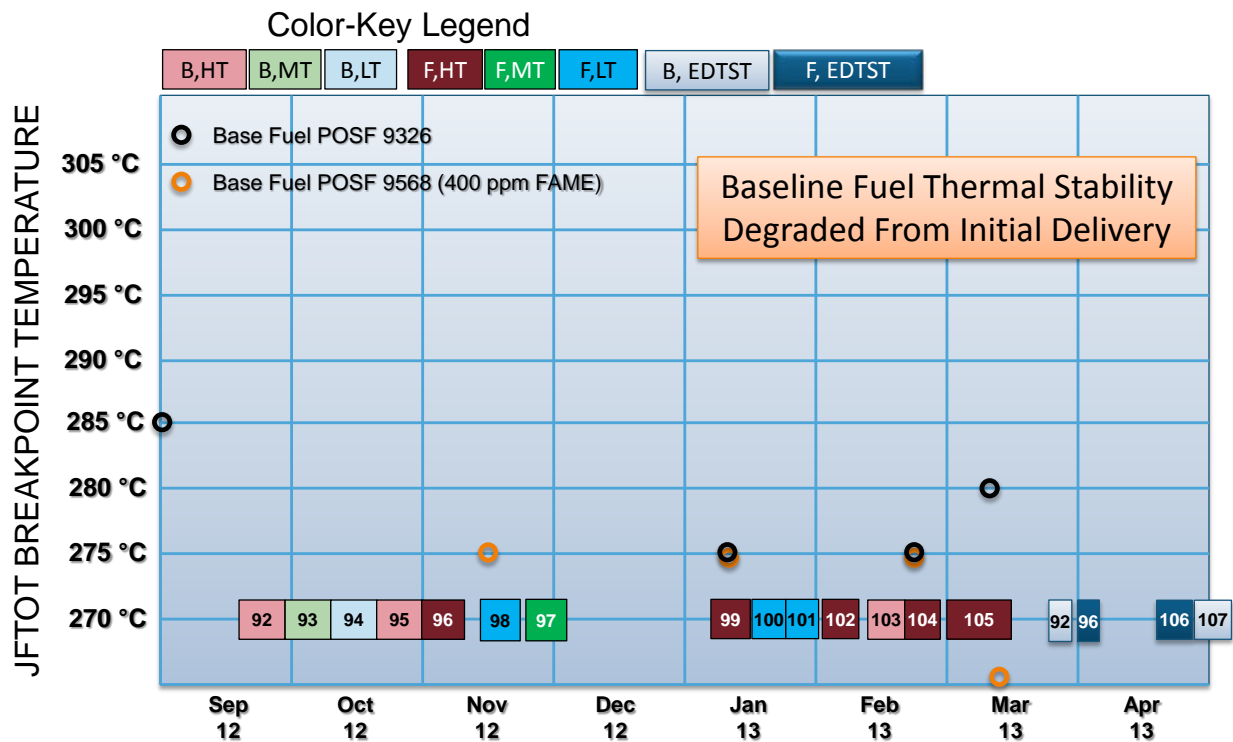 Color-Key Legend
B,HT B,MT B,LT F,HT F,MT F,LT B, EDTST F, EDTST
JFTOT BREAKPOINT TEMPERATURE
Base Fuel POSF 9326
Base Fuel POSF 9568 (400 ppm FAME)
Baseline Fuel Thermal Stability
Degraded From Initial Delivery
305 °C
300 °C
295 °C
290 °C
285 °C
280 °C
275 °C
270 °C
92 93 94 95 96 98 97 99 100 101 102 103 104 105 92 96 106 107
Sep Oct Nov Dec Jan Feb Mar Apr
12 12 12 12 13 13 13 13